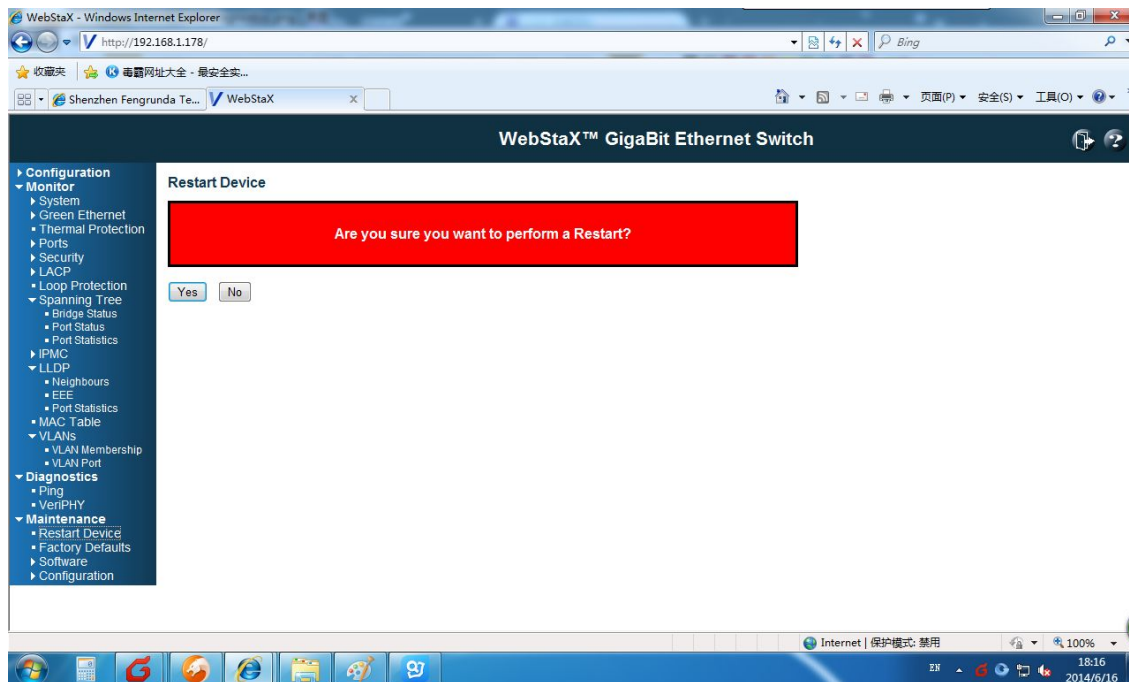 WebStaX - Windows Internet Explorer
http://192.168.1.178/
Bing
收藏夹
毒霸网址大全 - 最安全实...
Shenzhen Fengrunda Te...
WebStaX
页面(P)
安全(S)
工具(O)
WebStaX™ GigaBit Ethernet Switch
Configuration
Monitor
System
Green Ethernet
Thermal Protection
Ports
Security
LACP
Loop Protection
Spanning Tree
Bridge Status
Port Status
Port Statistics
IPMC
LLDP
Neighbours
EEE
Port Statistics
MAC Table
VLANs
VLAN Membership
VLAN Port
Diagnostics
Ping
VeriPHY
Maintenance
Restart Device
Factory Defaults
Software
Configuration
Restart Device
Are you sure you want to perform a Restart?
Yes No
Internet | 保护模式: 禁用
100%
EN
18:16
2014/6/16